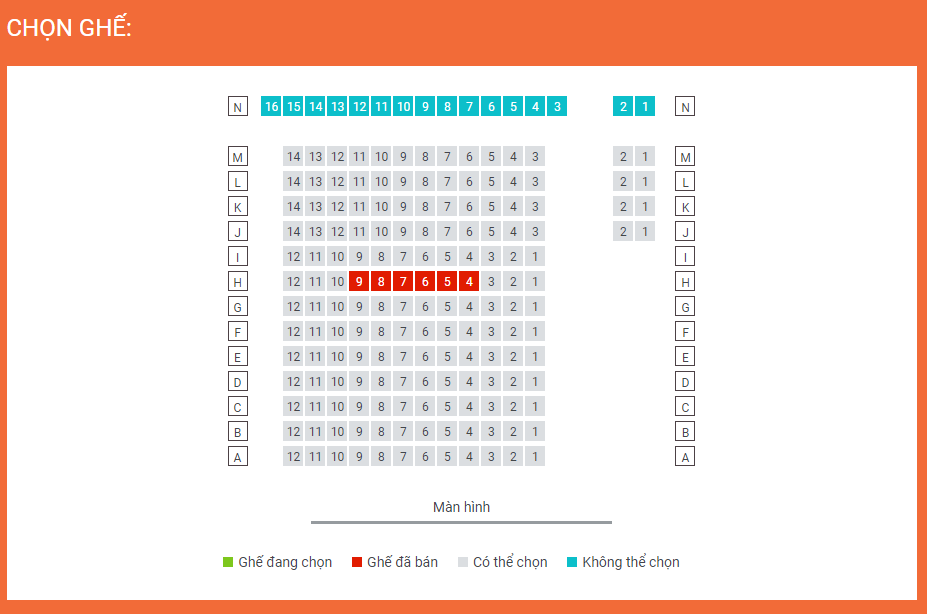 CHỌN GHẾ:
N 16 15 14 13 12 11 10 9 8 7 6 5 4 3 2 1 N
M 14 13 12 11 10 9 8 7 6 5 4 3 2 1 M
L 14 13 12 11 10 9 8 7 6 5 4 3 2 1 L
K 14 13 12 11 10 9 8 7 6 5 4 3 2 1 K
J 14 13 12 11 10 9 8 7 6 5 4 3 2 1 J
I 12 11 10 9 8 7 6 5 4 3 2 1 I
H 12 11 10 9 8 7 6 5 4 3 2 1 H
G 12 11 10 9 8 7 6 5 4 3 2 1 G
F 12 11 10 9 8 7 6 5 4 3 2 1 F
E 12 11 10 9 8 7 6 5 4 3 2 1 E
D 12 11 10 9 8 7 6 5 4 3 2 1 D
C 12 11 10 9 8 7 6 5 4 3 2 1 C
B 12 11 10 9 8 7 6 5 4 3 2 1 B
A 12 11 10 9 8 7 6 5 4 3 2 1 A
Màn hình
Ghế đang chọn Ghế đã bán Có thể chọn Không thể chọn